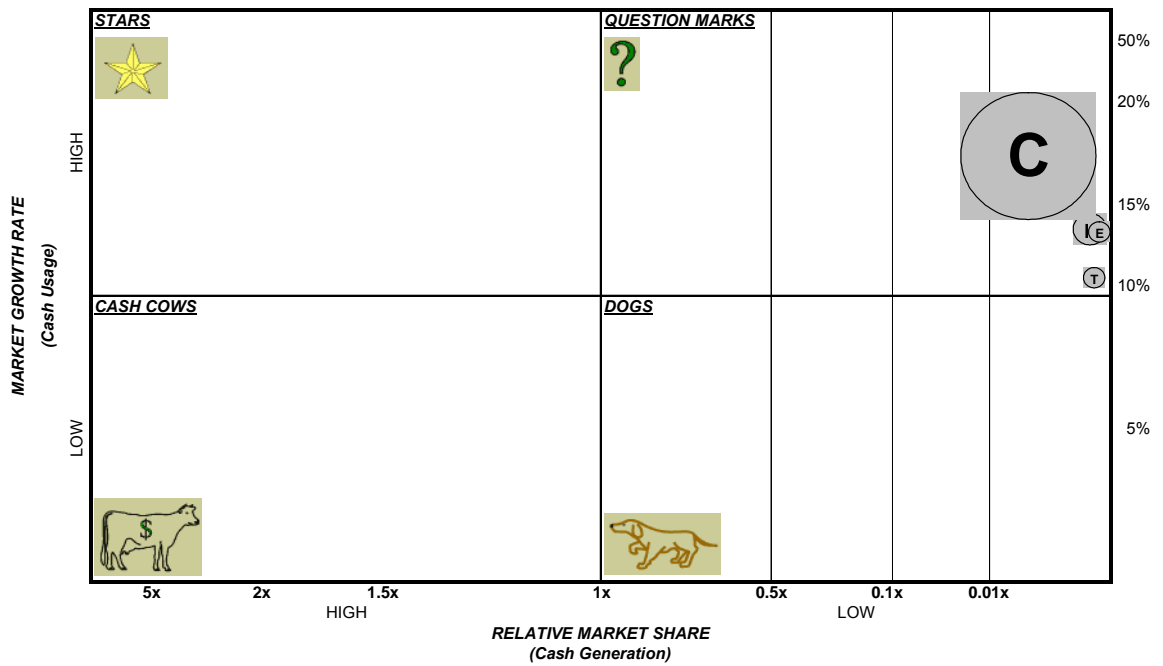 STARS
QUESTION MARKS
?
50%
20%
C
HIGH
15%
I
E
T
10%
MARKET GROWTH RATE
(Cash Usage)
CASH COWS
DOGS
LOW
5%
$
5x 2x 1.5x 1x 0.5x 0.1x 0.01x
HIGH LOW
RELATIVE MARKET SHARE
(Cash Generation)